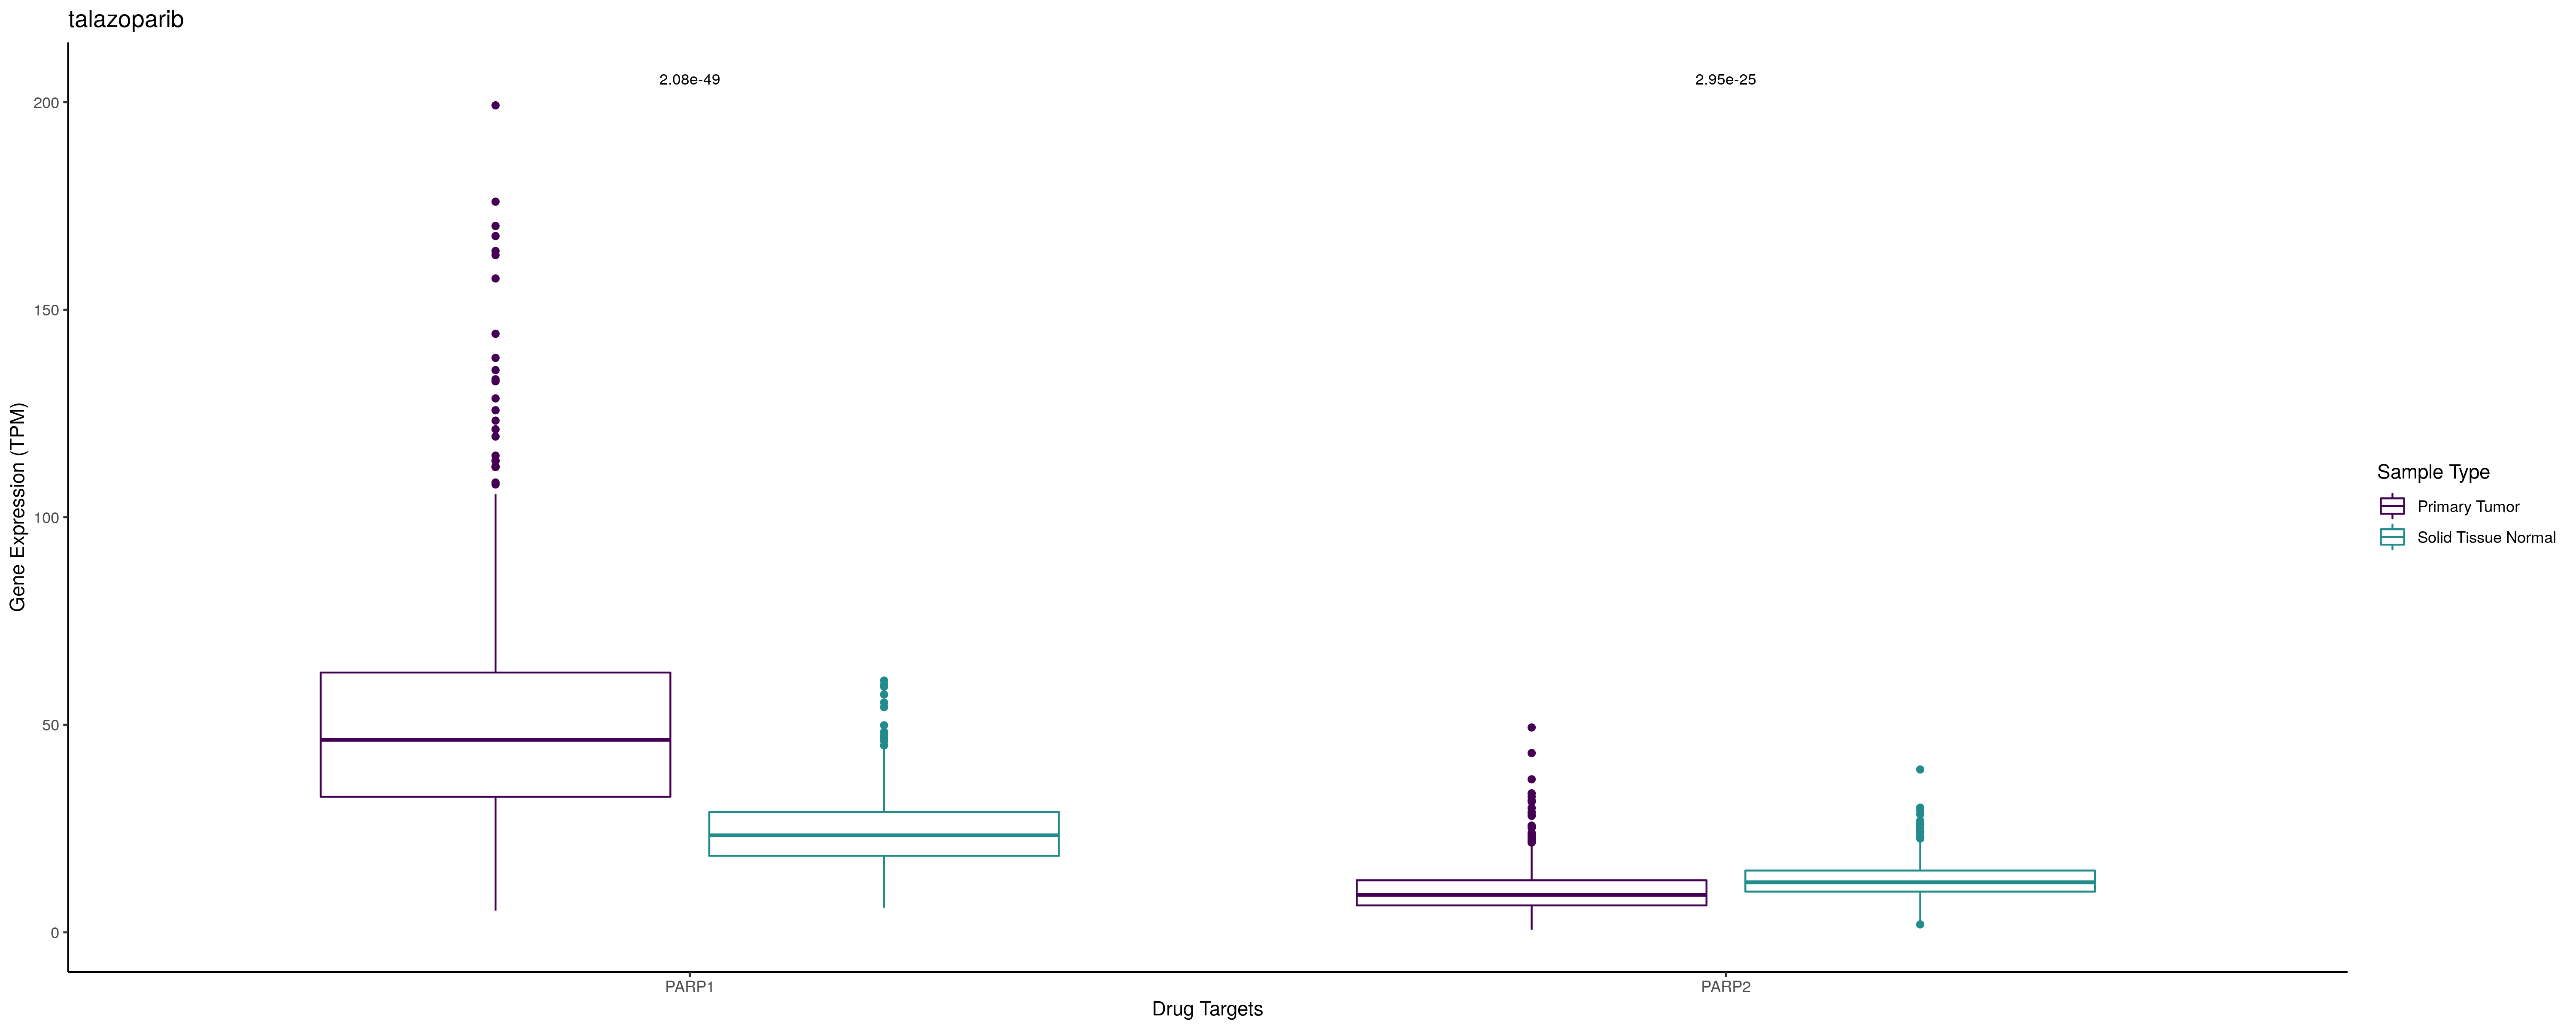 talazoparib
2.08e-49
2.95e-25
200
150
100
50
0
Gene Expression (TPM)
PARP1
PARP2
Drug Targets
Sample Type
Primary Tumor
Solid Tissue Normal